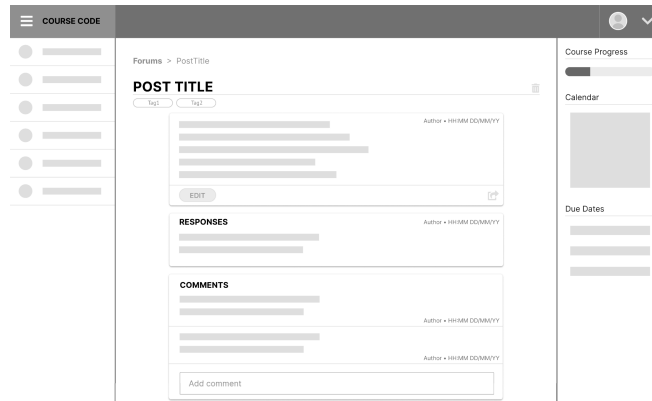 COURSE CODE
Forums > PostTitle
POST TITLE
Tag1 Tag2
Author • HH:MM DD/MM/YY
EDIT
RESPONSES
Author • HH:MM DD/MM/YY
COMMENTS
Author • HH:MM DD/MM/YY
Author • HH:MM DD/MM/YY
Add comment
Course Progress
Calendar
Due Dates